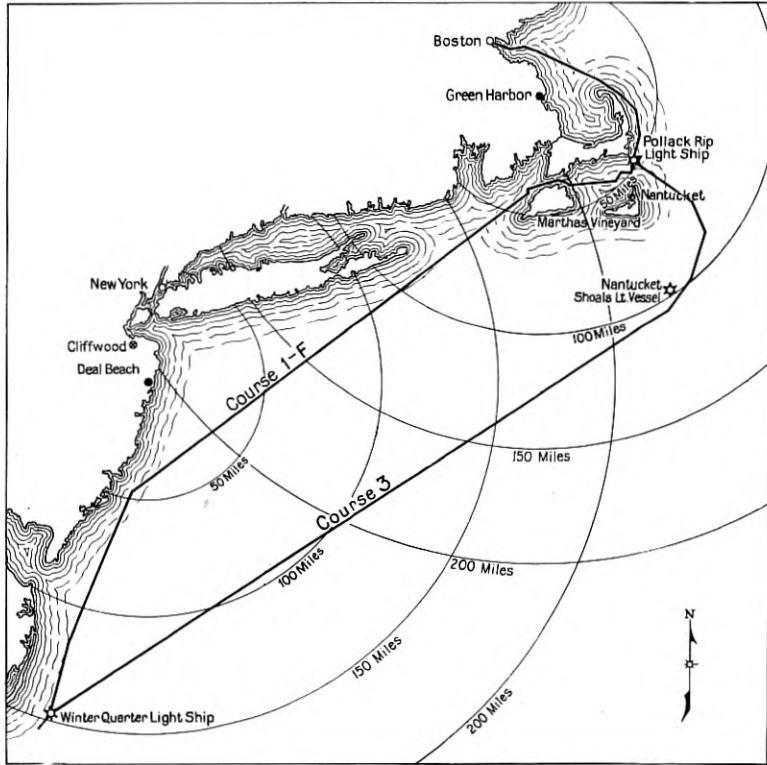 Boston
Green Harbor
Pollack Rip
Light Ship
50 Miles
Nantucket
Marthas Vineyard
New York
Nantucket
Shoals Lt. Vessel
100 Miles
Cliffwood
Deal Beach
Course 1-F
150 Miles
50 Miles
Course 3
200 Miles
100 Miles
N
150 Miles
200 Miles
Winter Quarter Light Ship